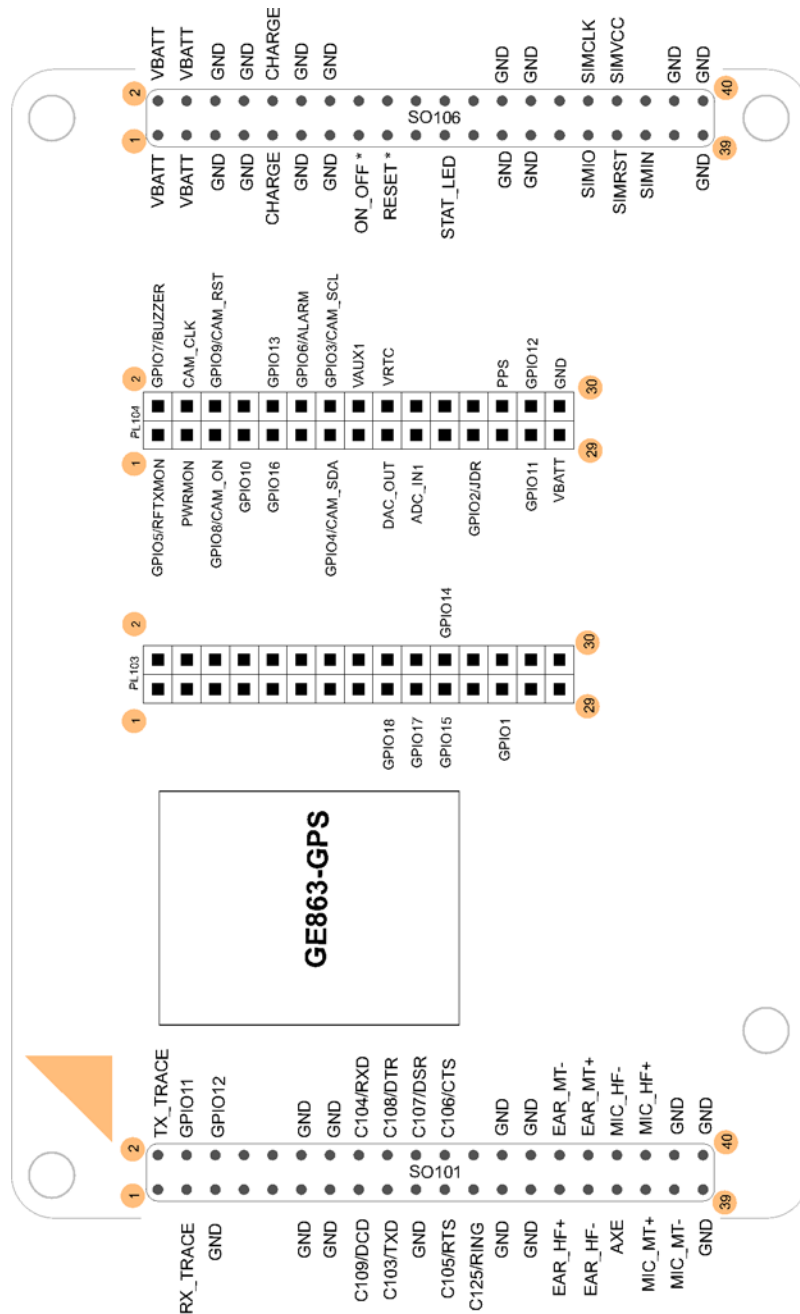 VBATT
VBATT
GND
GND
CHARGE
GND
GND
GND
GND
SIMCLK
SIMVCC
GND
GND
2
40
SO106
1
39
VBATT
VBATT
GND
GND
CHARGE
GND
GND
ON_OFF *
RESET *
STAT_LED
GND
GND
SIMIO
SIMRST
SIMIN
GND
GPIO7/BUZZER
CAM_CLK
GPIO9/CAM_RST
GPIO13
GPIO6/ALARM
GPIO3/CAM_SCL
VAUX1
VRTC
PPS
GPIO12
GND
2
30
PL104
1
29
GPIO5/RFTXMON
PWRMON
GPIO8/CAM_ON
GPIO10
GPIO16
GPIO4/CAM_SDA
DAC_OUT
ADC_IN1
GPIO2/JDR
GPIO11
VBATT
GPIO14
2
30
PL103
1
29
GPIO18
GPIO17
GPIO15
GPIO1
GE863-GPS
TX_TRACE
GPIO11
GPIO12
GND
GND
C104/RXD
C108/DTR
C107/DSR
C106/CTS
GND
GND
EAR_MT-
EAR_MT+
MIC_HF-
MIC_HF+
GND
GND
2
40
SO101
1
39
RX_TRACE
GND
GND
GND
C109/DCD
C103/TXD
GND
C105/RTS
C125/RING
GND
GND
EAR_HF+
EAR_HF-
AXE
MIC_MT+
MIC_MT-
GND